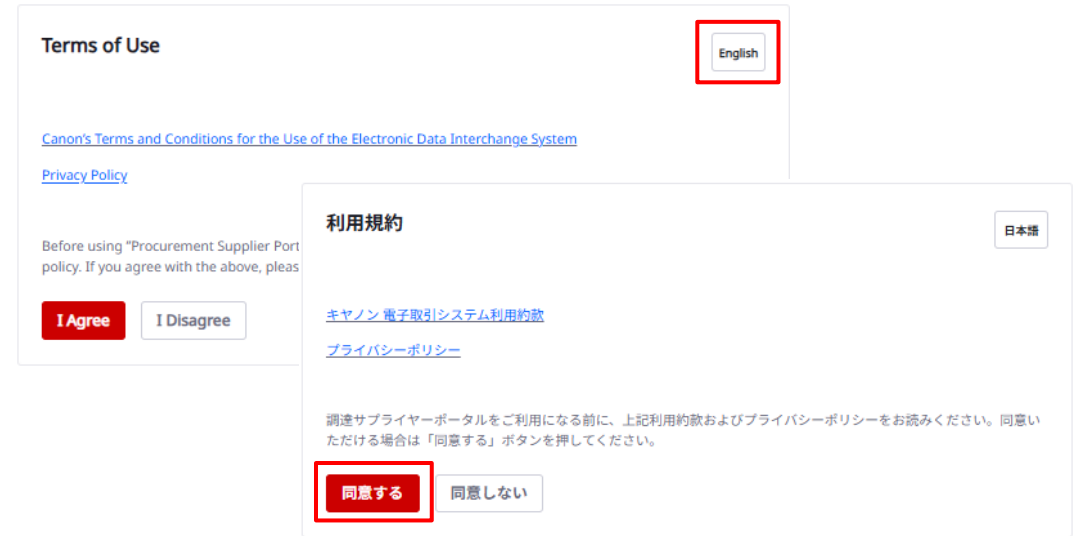 Terms of Use
English
Canon's Terms and Conditions for the Use of the Electronic Data Interchange System
Privacy Policy
Before using "Procurement Supplier Port
policy. If you agree with the above, pleas
I Agree
I Disagree
利用規約
日本語
キヤノン 電子取引システム利用約款
プライバシーポリシー
調達サプライヤーポータルをご利用になる前に、上記利用約款およびプライバシーポリシーをお読みください。同意い
ただける場合は「同意する」ボタンを押してください。
同意する
同意しない